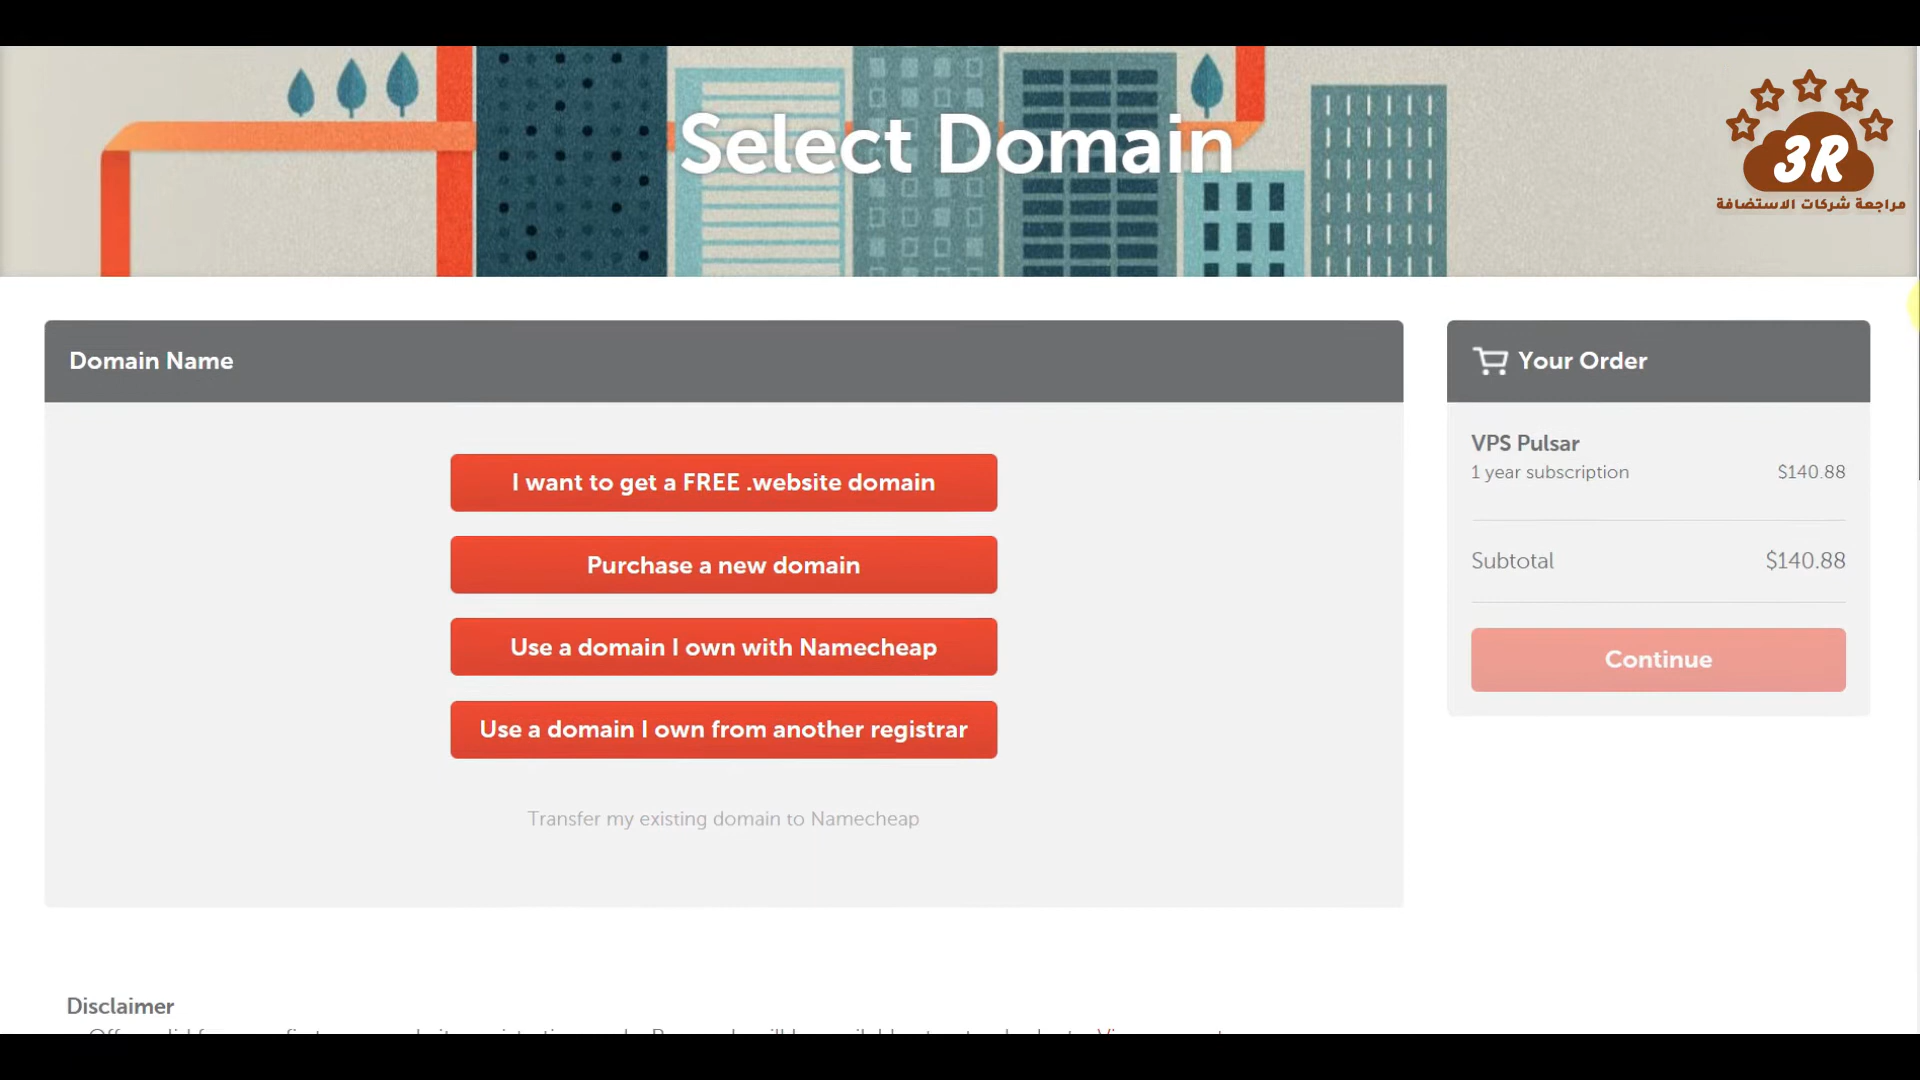 Select Domain
3R
مراجعة شركات الاستضافة
Domain Name
I want to get a FREE .website domain
Purchase a new domain
Use a domain I own with Namecheap
Use a domain I own from another registrar
Transfer my existing domain to Namecheap
Your Order
VPS Pulsar
1 year subscription $140.88
Subtotal $140.88
Continue
Disclaimer